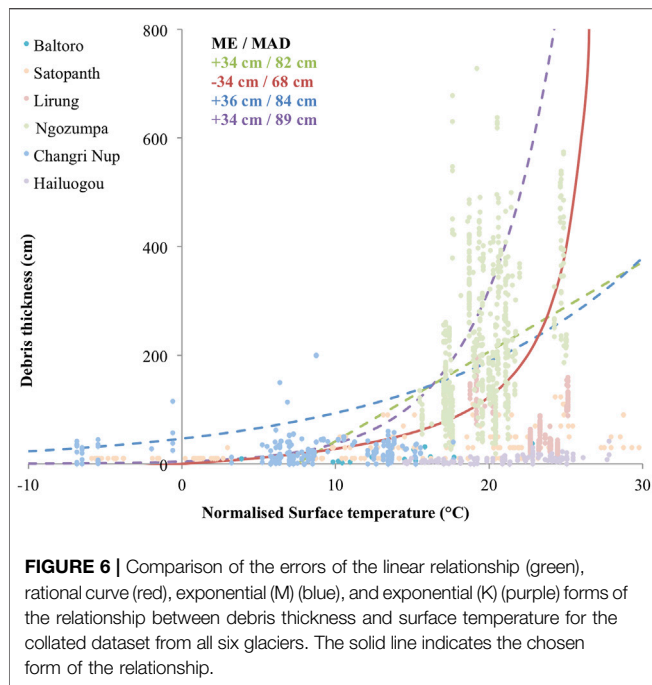 Baltoro
Satopanth
Lirung
Ngozumpa
Changri Nup
Hailuogou
ME / MAD
+34 cm / 82 cm
-34 cm / 68 cm
+36 cm / 84 cm
+34 cm / 89 cm
800
600
400
200
0
Debris thickness (cm)
-10
0
10
20
30
Normalised Surface temperature (°C)
FIGURE 6 | Comparison of the errors of the linear relationship (green),
rational curve (red), exponential (M) (blue), and exponential (K) (purple) forms of
the relationship between debris thickness and surface temperature for the
collated dataset from all six glaciers. The solid line indicates the chosen
form of the relationship.